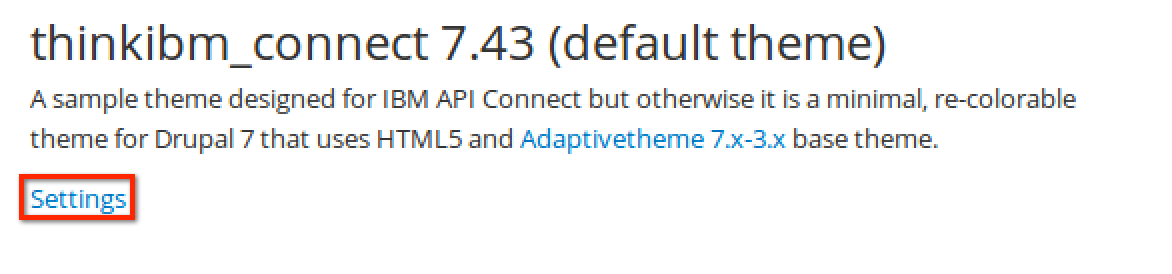 thinkibm_connect 7.43 (default theme)
A sample theme designed for IBM API Connect but otherwise it is a minimal, re-colorable
theme for Drupal 7 that uses HTML5 and Adaptivetheme 7.x-3.x base theme.
Settings